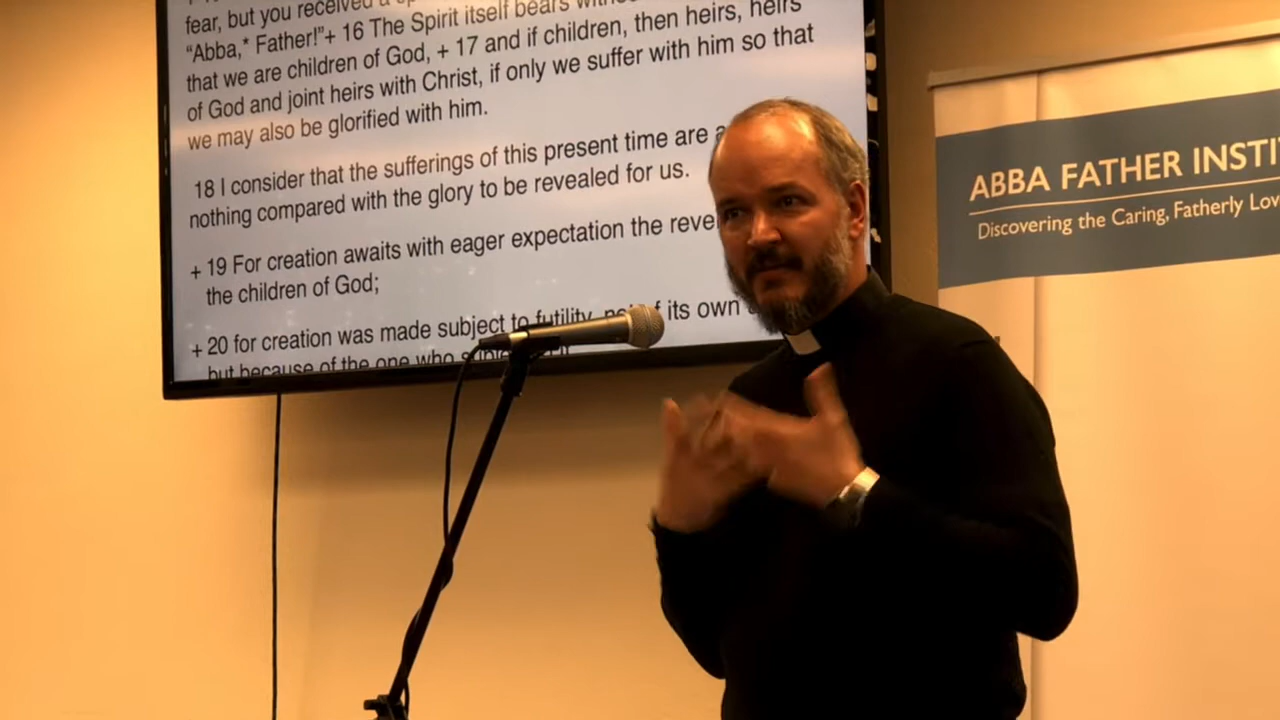 fear, but you received a
"Abba,* Father!"+ 16 The Spirit itself bears
that we are children of God, + 17 and if children, then heirs, heirs
of God and joint heirs with Christ, if only we suffer with him so that
we may also be glorified with him.
18 I consider that the sufferings of this present time are
nothing compared with the glory to be revealed for us.
+ 19 For creation awaits with eager expectation the
the children of God;
+ 20 for creation was made subject to futility, its own
but because of the one who
ABBA FATHER
Discovering the Caring, Fatherly